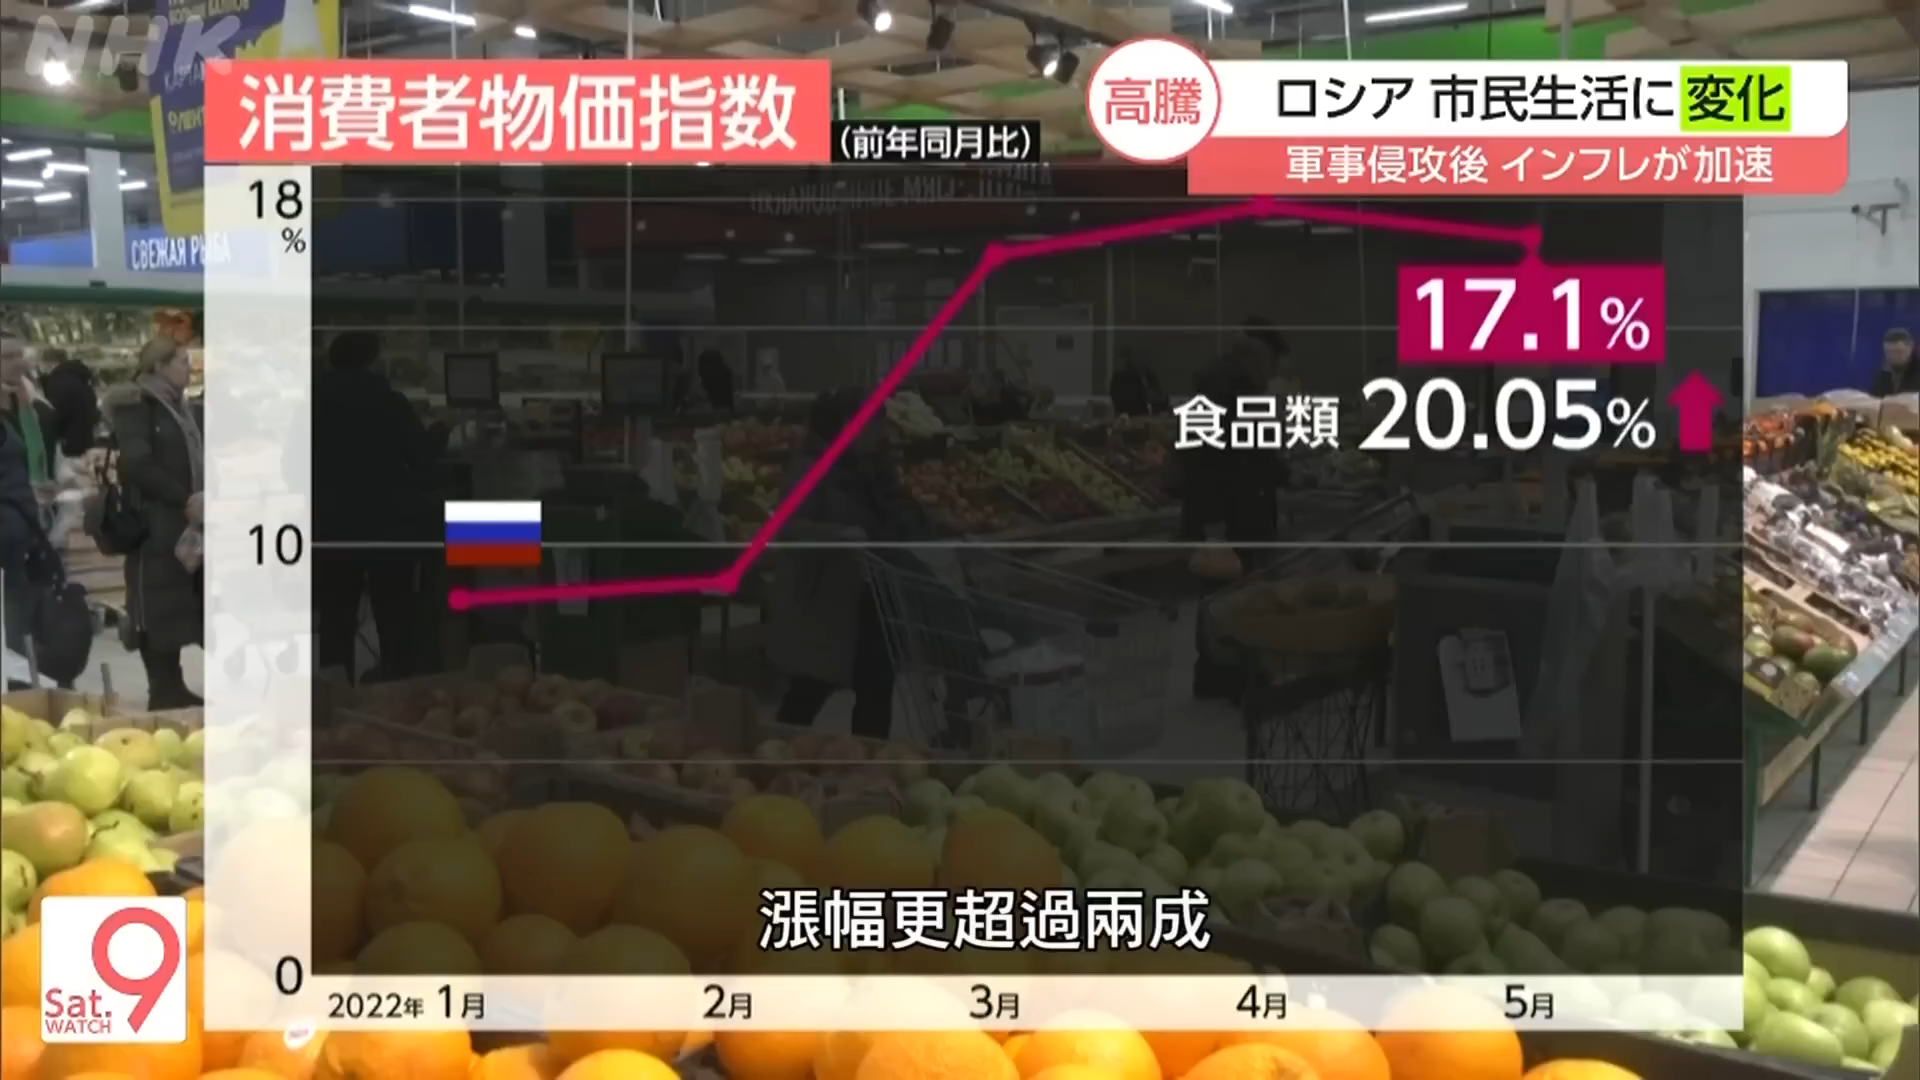 NHK
消費者物価指数
(前年同月比)
高騰
ロシア 市民生活に変化
軍事侵攻後 インフレが加速
18
%
СВЕЖАЯ РЫБА
17.1%
食品類 20.05%
10
漲幅更超過兩成
0
2022年 1月 2月 3月 4月 5月
Sat.
WATCH
9